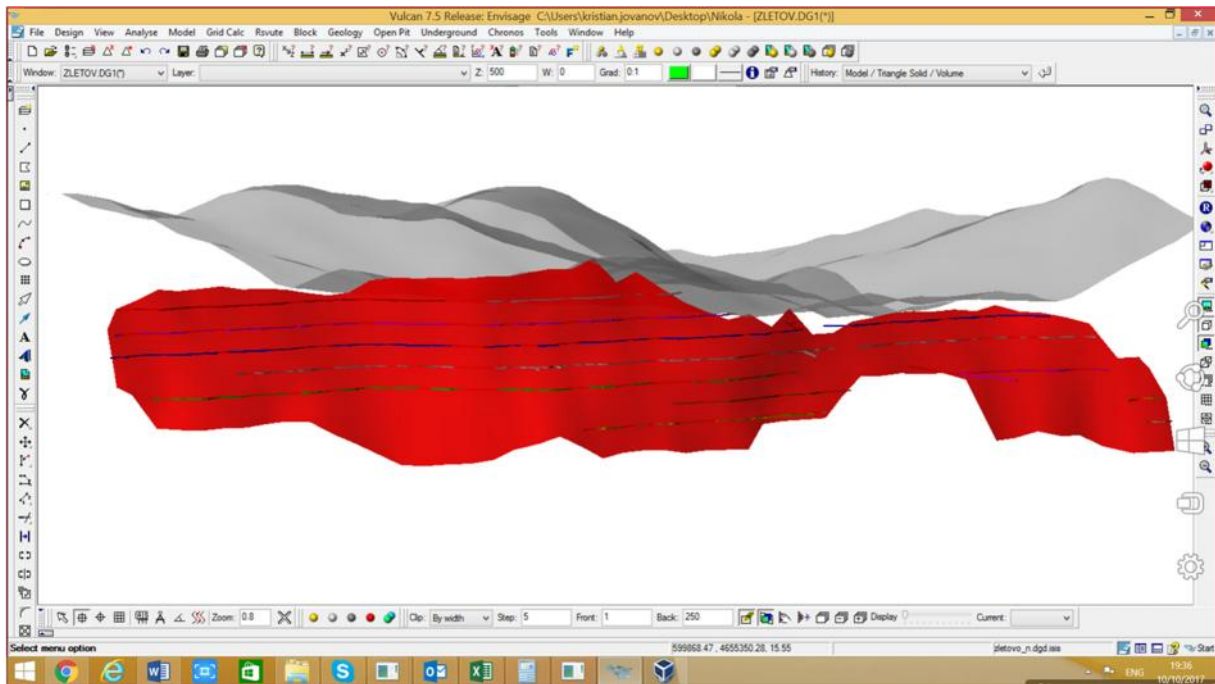 Vulcan 7.5 Release: Envisage C:\Users\kristian.jovanov\Desktop\Nikola - [ZLETOV.DG1(*)]
File Design View Analyse Model Grid Calc Rsvute Block Geology Open Pit Underground Chronos Tools Window Help
Window: ZLETOV.DG1(*) Layer: Z: 500 W: 0 Grad: 0:1 History: Model / Triangle Solid / Volume
Zoom: 0.8 Clip: By width Step: 5 Front: 1 Back: 250 Display Current:
Select menu option 599868.47, 4655350.28, 15.55 zletovo_n.dgd.isis Start
ENG 19:36
10/10/2017